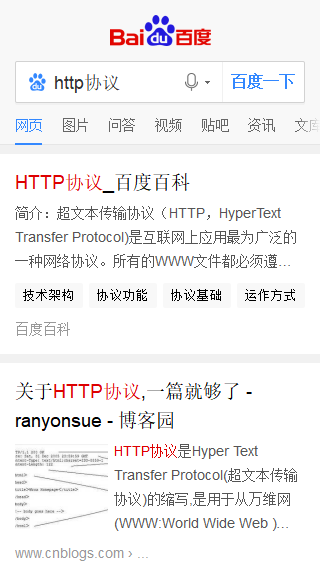 Bai du 百度
http协议 百度一下
网页 图片 问答 视频 贴吧 资讯 文库
HTTP协议_百度百科
简介：超文本传输协议（HTTP，HyperText
Transfer Protocol)是互联网上应用最为广泛的
一种网络协议。所有的WWW文件都必须遵...
技术架构 协议功能 协议基础 运作方式
百度百科
关于HTTP协议,一篇就够了 -
ranyonsue - 博客园
HTTP协议是Hyper Text
Transfer Protocol(超文本传输
协议)的缩写,是用于从万维网
(WWW:World Wide Web )...
www.cnblogs.com › ...